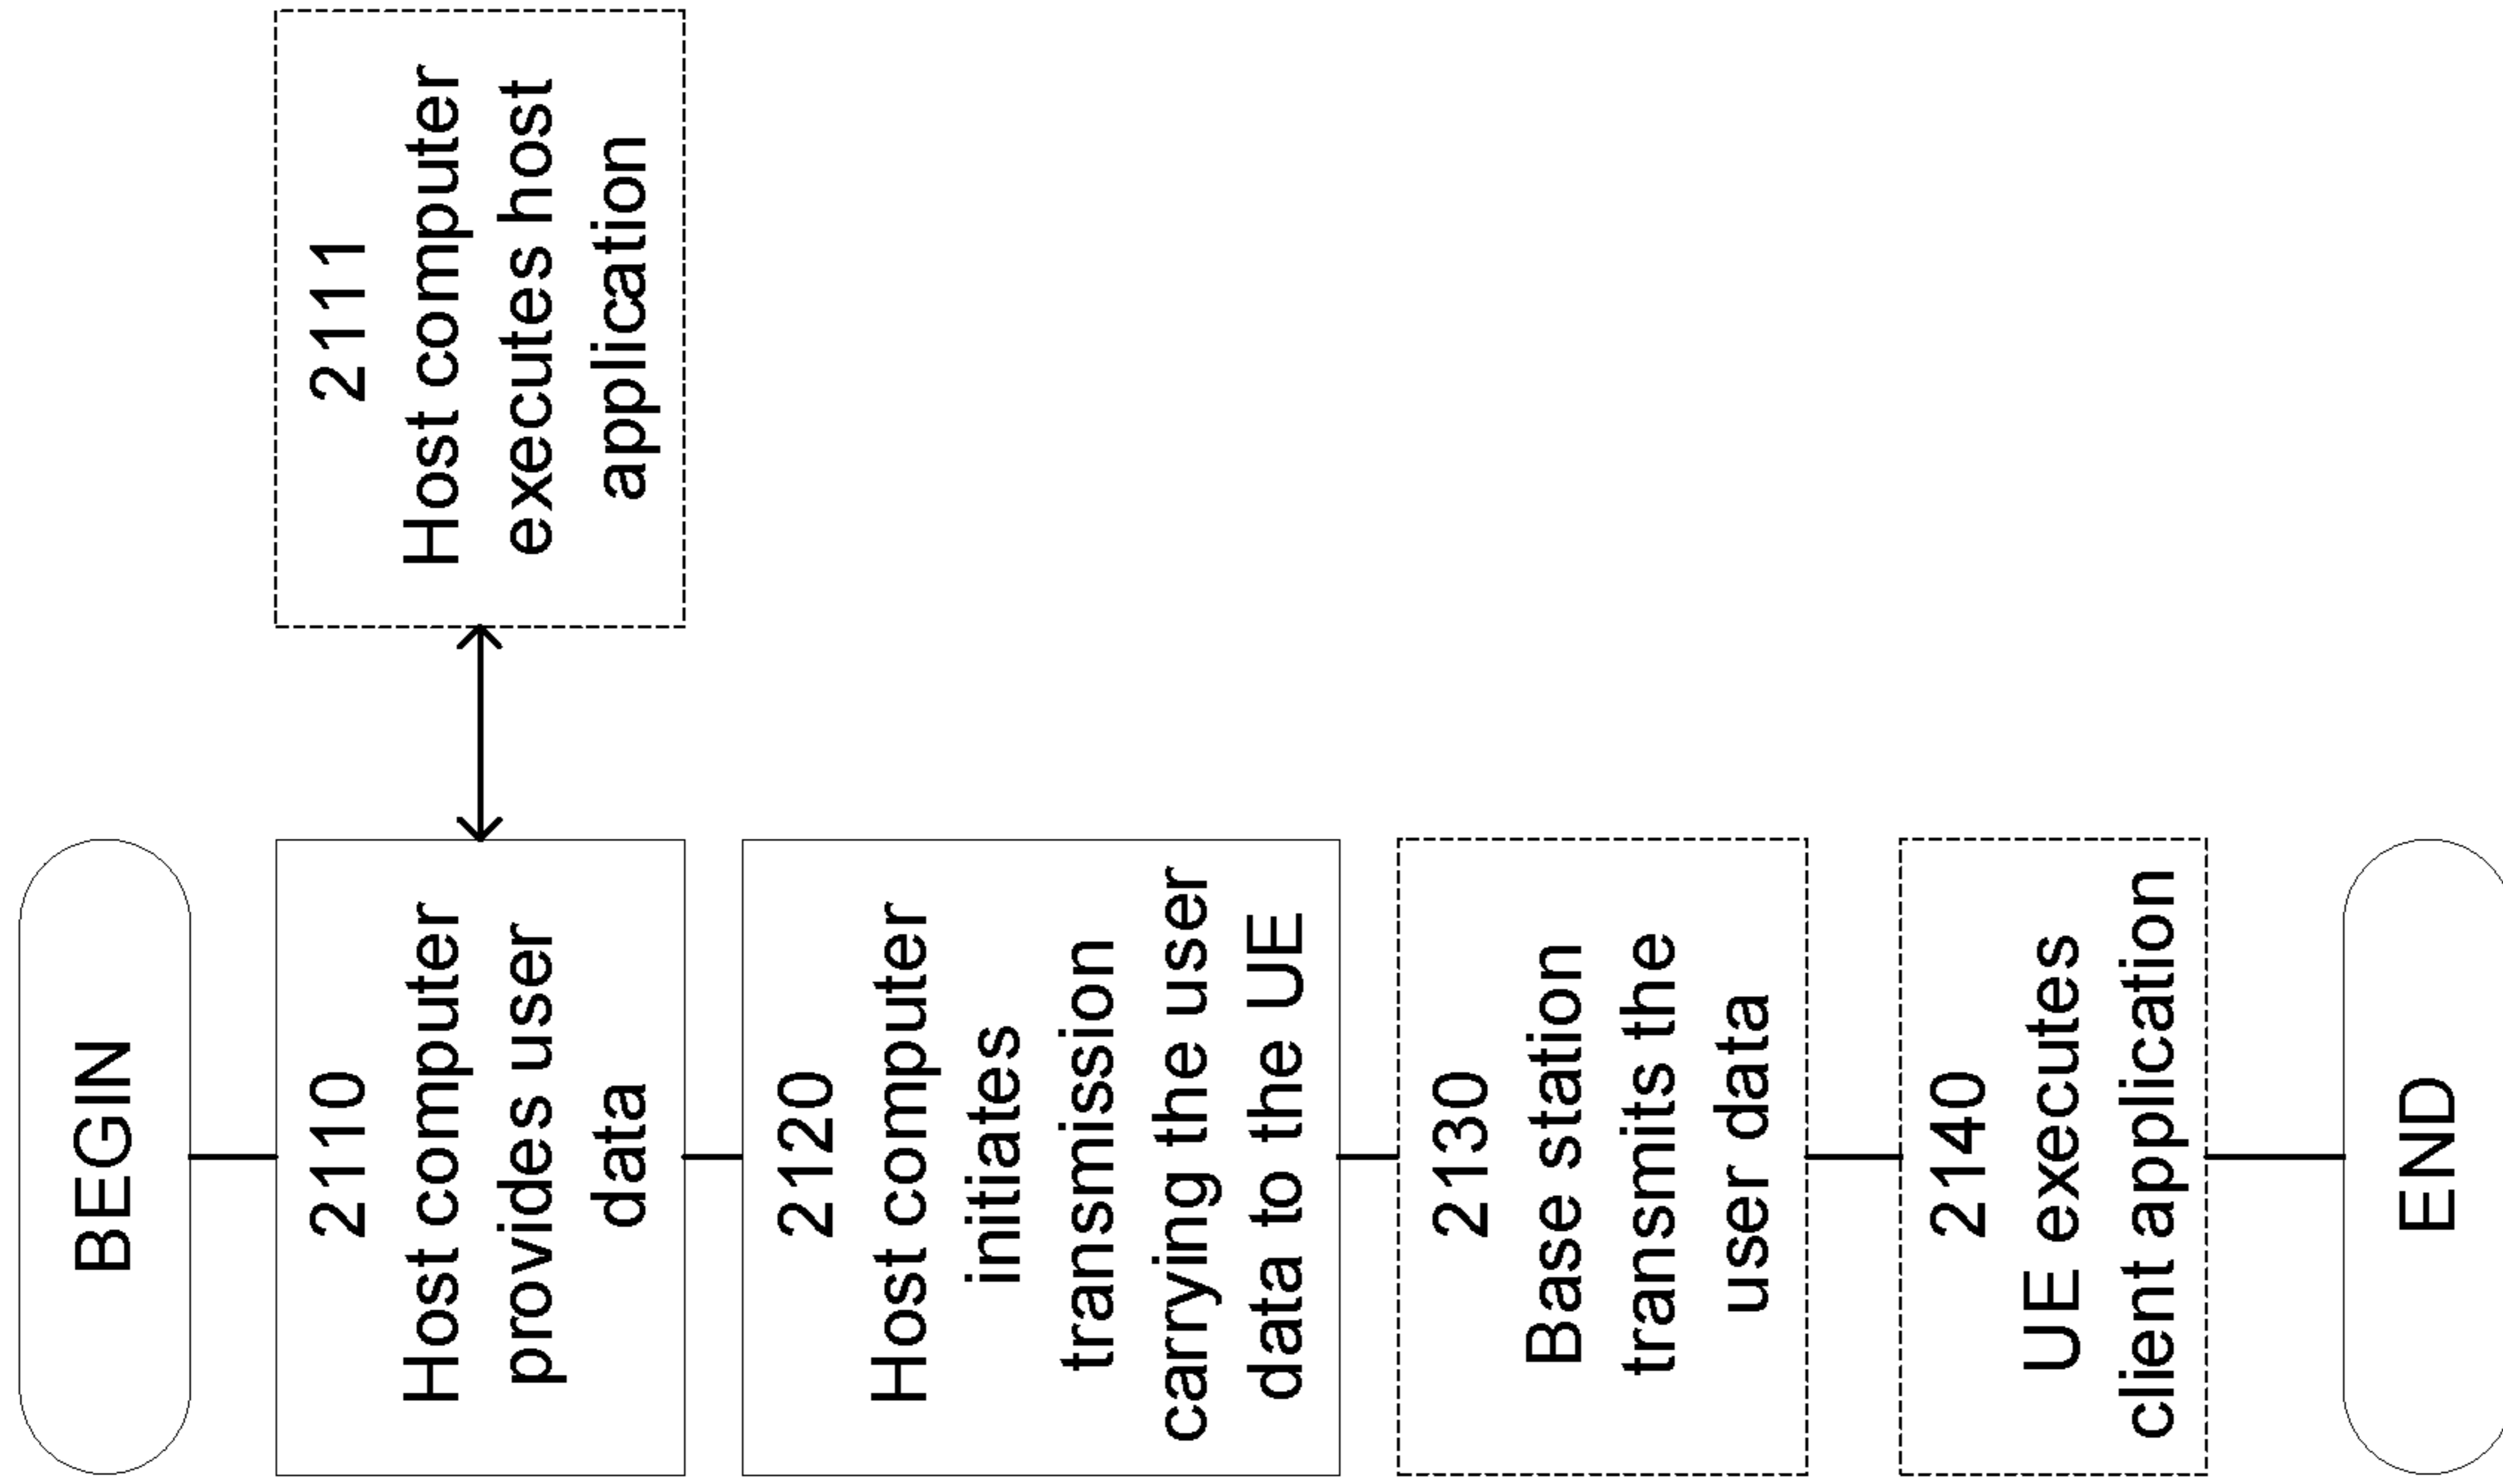 BEGIN
2110
Host computer
provides user
data
2111
Host computer
executes host
application
2120
Host computer
initiates
transmission
carrying the user
data to the UE
2130
Base station
transmits the
user data
2140
UE executes
client application
END